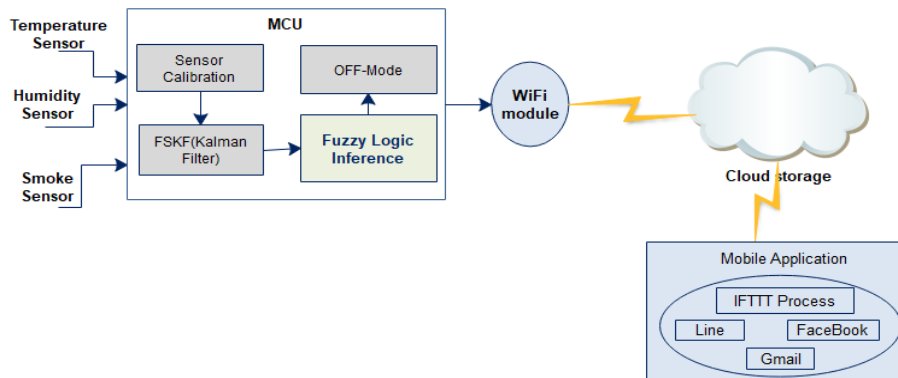 Temperature
Sensor
Humidity
Sensor
Smoke
Sensor
MCU
Sensor
Calibration
OFF-Mode
FSKF(Kalman
Filter)
Fuzzy Logic
Inference
WiFi
module
Cloud storage
Mobile Application
IFTTT Process
Line
FaceBook
Gmail